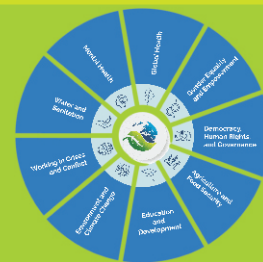 Global Health
Gender Equality
and Empowerment
Democracy,
Human Rights
and Governance
Agriculture and
Food Security
Education
and
Development
Environment and
Climate Change
Working in Crises
and Conflict
Water and
Sanitation
Mental Health